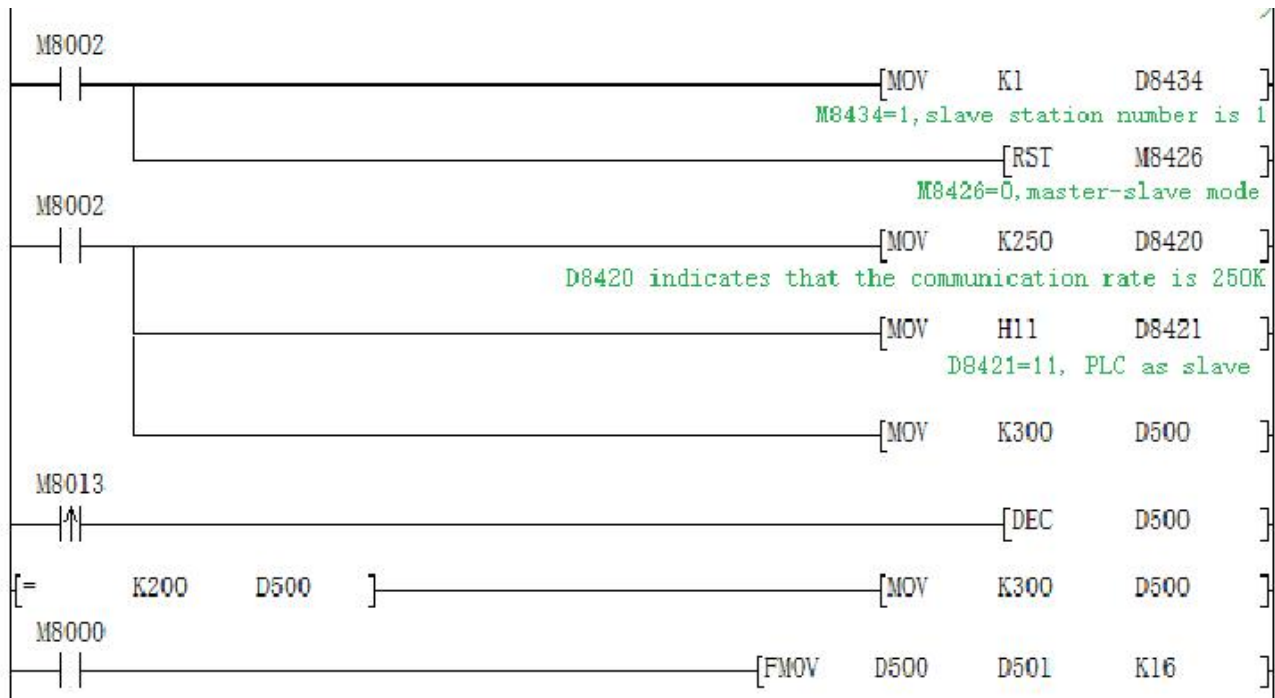 M8002
[MOV K1 D8434 ]
M8434=1,slave station number is 1
[RST M8426 ]
M8426=0,master-slave mode
M8002
[MOV K250 D8420 ]
D8420 indicates that the communication rate is 250K
[MOV H11 D8421 ]
D8421=11, PLC as slave
[MOV K300 D500 ]
M8013
[DEC D500 ]
[= K200 D500 ] [MOV K300 D500 ]
M8000
[FMOV D500 D501 K16 ]